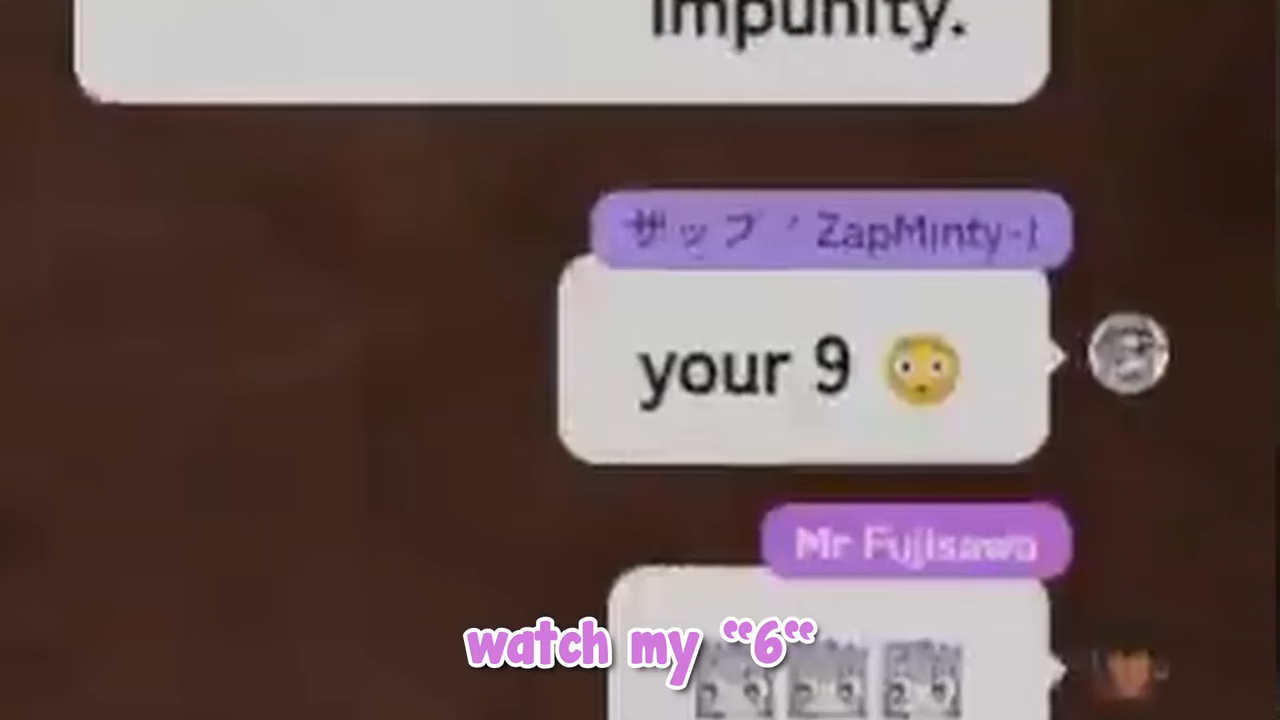 impunity.
ザップ ' ZapMinty-!
your 9 😳
Mr Fujisawa
watch my “6“